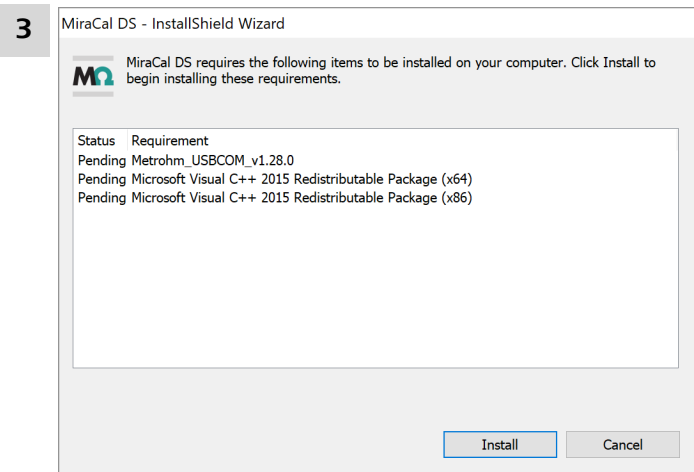 3
MiraCal DS - InstallShield Wizard
MΩ
MiraCal DS requires the following items to be installed on your computer. Click Install to
begin installing these requirements.
Status Requirement
Pending Metrohm_USBCOM_v1.28.0
Pending Microsoft Visual C++ 2015 Redistributable Package (x64)
Pending Microsoft Visual C++ 2015 Redistributable Package (x86)
Install Cancel